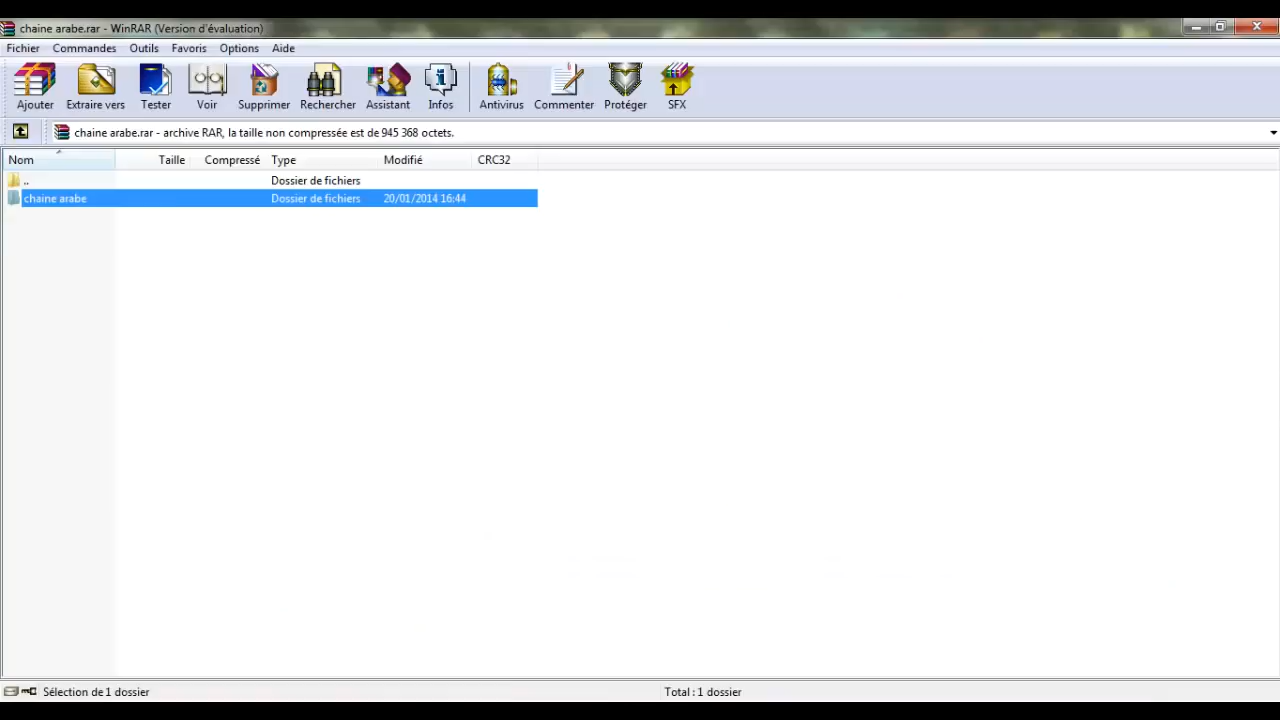 chaine arabe.rar - WinRAR (Version d'évaluation)
Fichier Commandes Outils Favoris Options Aide
Ajouter Extraire vers Tester Voir Supprimer Rechercher Assistant Infos Antivirus Commenter Protéger SFX
chaine arabe.rar - archive RAR, la taille non compressée est de 945 368 octets.
Nom Taille Compressé Type Modifié CRC32
.. Dossier de fichiers
chaine arabe Dossier de fichiers 20/01/2014 16:44
Sélection de 1 dossier Total : 1 dossier